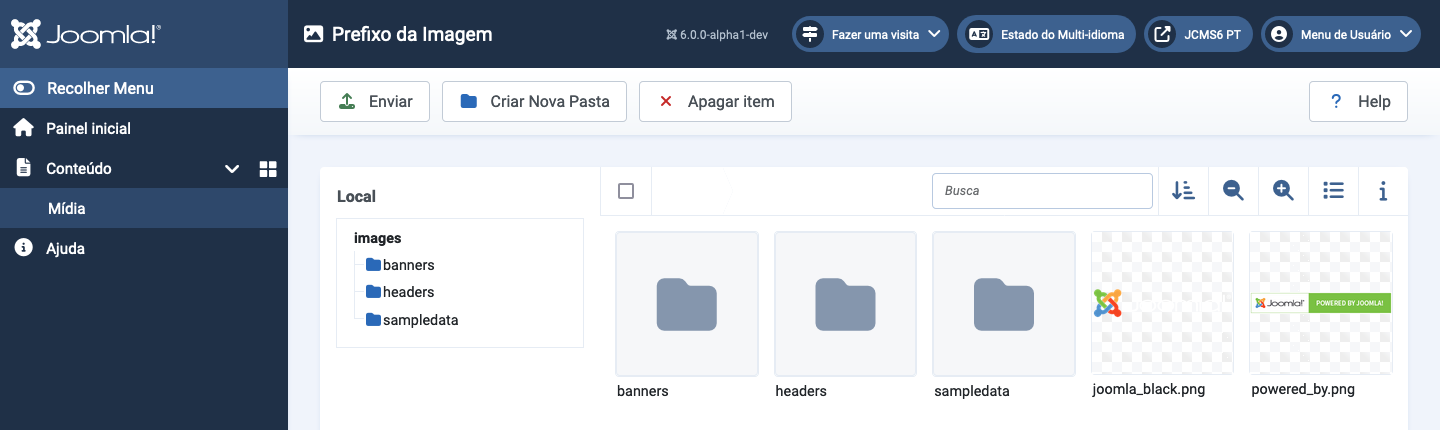 Joomla!®
Prefixo da Imagem
6.0.0-alpha1-dev
Fazer uma visita
Estado do Multi-idioma
JCMS6 PT
Menu de Usuário
Recolher Menu
Painel inicial
Conteúdo
Mídia
Ajuda
Enviar
Criar Nova Pasta
Apagar item
? Help
Local
images
banners
headers
sampledata
Busca
banners
headers
sampledata
joomla_black.png
Joomla! POWERED BY JOOMLA!
powered_by.png